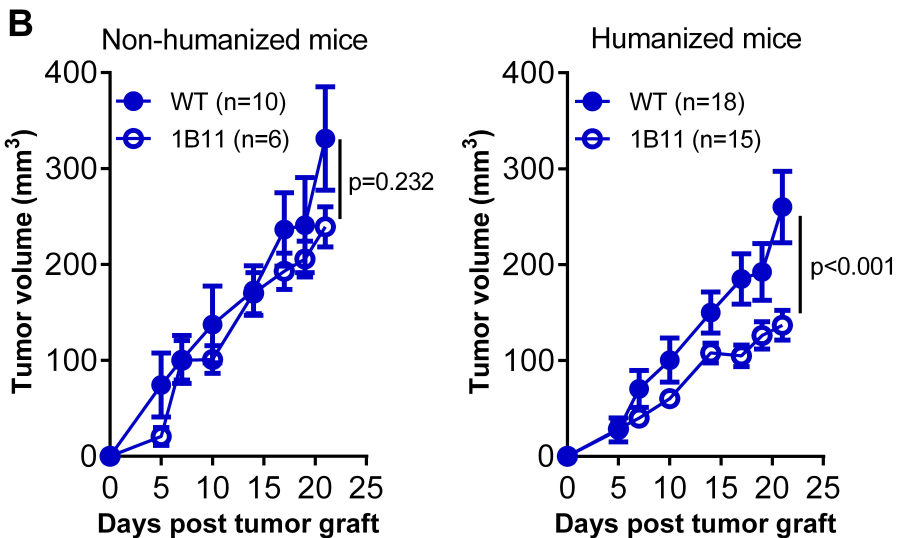 B
Non-humanized mice
400
300
200
100
0
Tumor volume (mm³)
WT (n=10)
1B11 (n=6)
p=0.232
0 5 10 15 20 25
Days post tumor graft
Humanized mice
400
300
200
100
0
Tumor volume (mm³)
WT (n=18)
1B11 (n=15)
p<0.001
0 5 10 15 20 25
Days post tumor graft